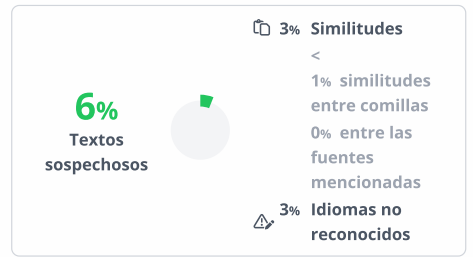 6%
Textos
sospechosos
3% Similitudes
<
1% similitudes
entre comillas
0% entre las
fuentes
mencionadas
3% Idiomas no
reconocidos